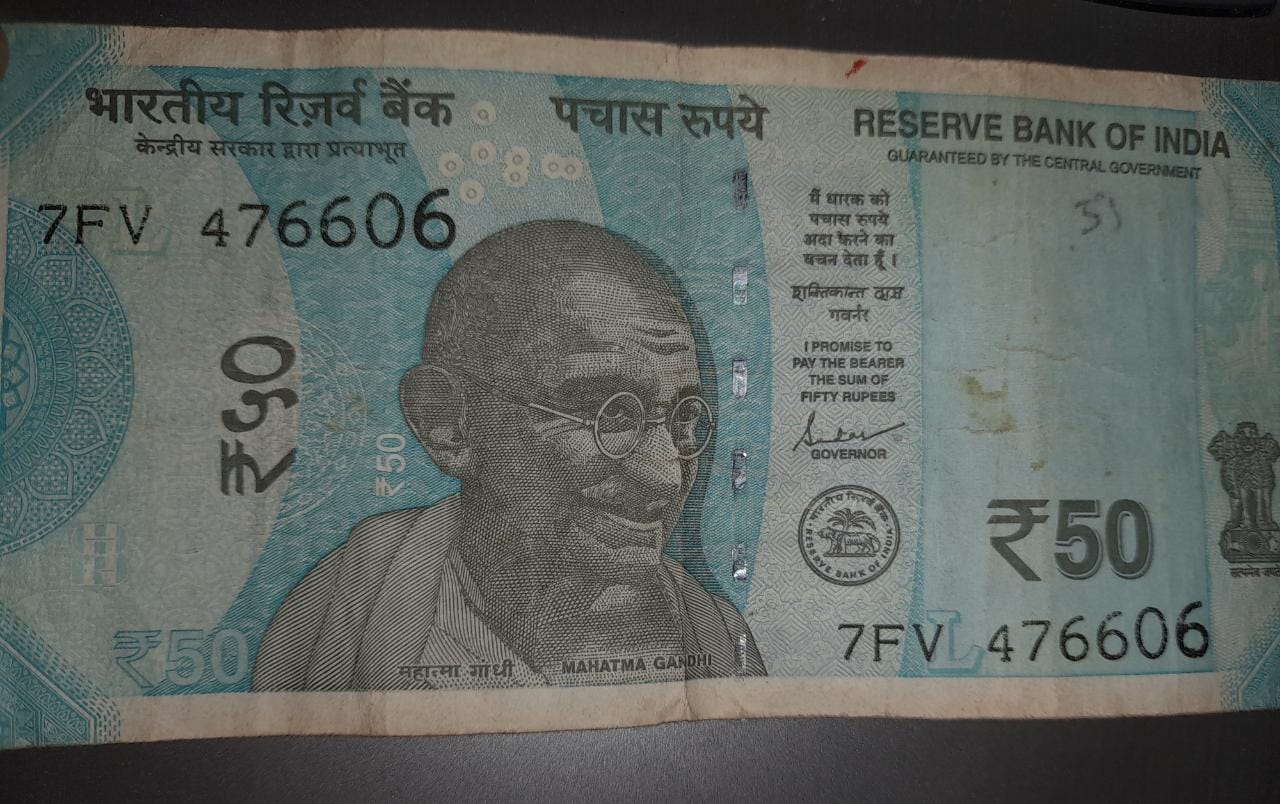 भारतीय रिज़र्व बैंक
केन्द्रीय सरकार द्वारा प्रत्याभूत
7FV 476606
₹५०
₹50
₹50
महात्मा गांधी
MAHATMA GANDHI
पचास रुपये
RESERVE BANK OF INDIA
GUARANTEED BY THE CENTRAL GOVERNMENT
मैं धारक को
पचास रुपये
अदा करने का
वचन देता हूँ ।
शक्तिकान्त दास
गवर्नर
I PROMISE TO
PAY THE BEARER
THE SUM OF
FIFTY RUPEES
GOVERNOR
भारतीय रिज़र्व बैंक
RESERVE BANK OF INDIA
₹50
L
7FV 476606
सत्यमेव जयते